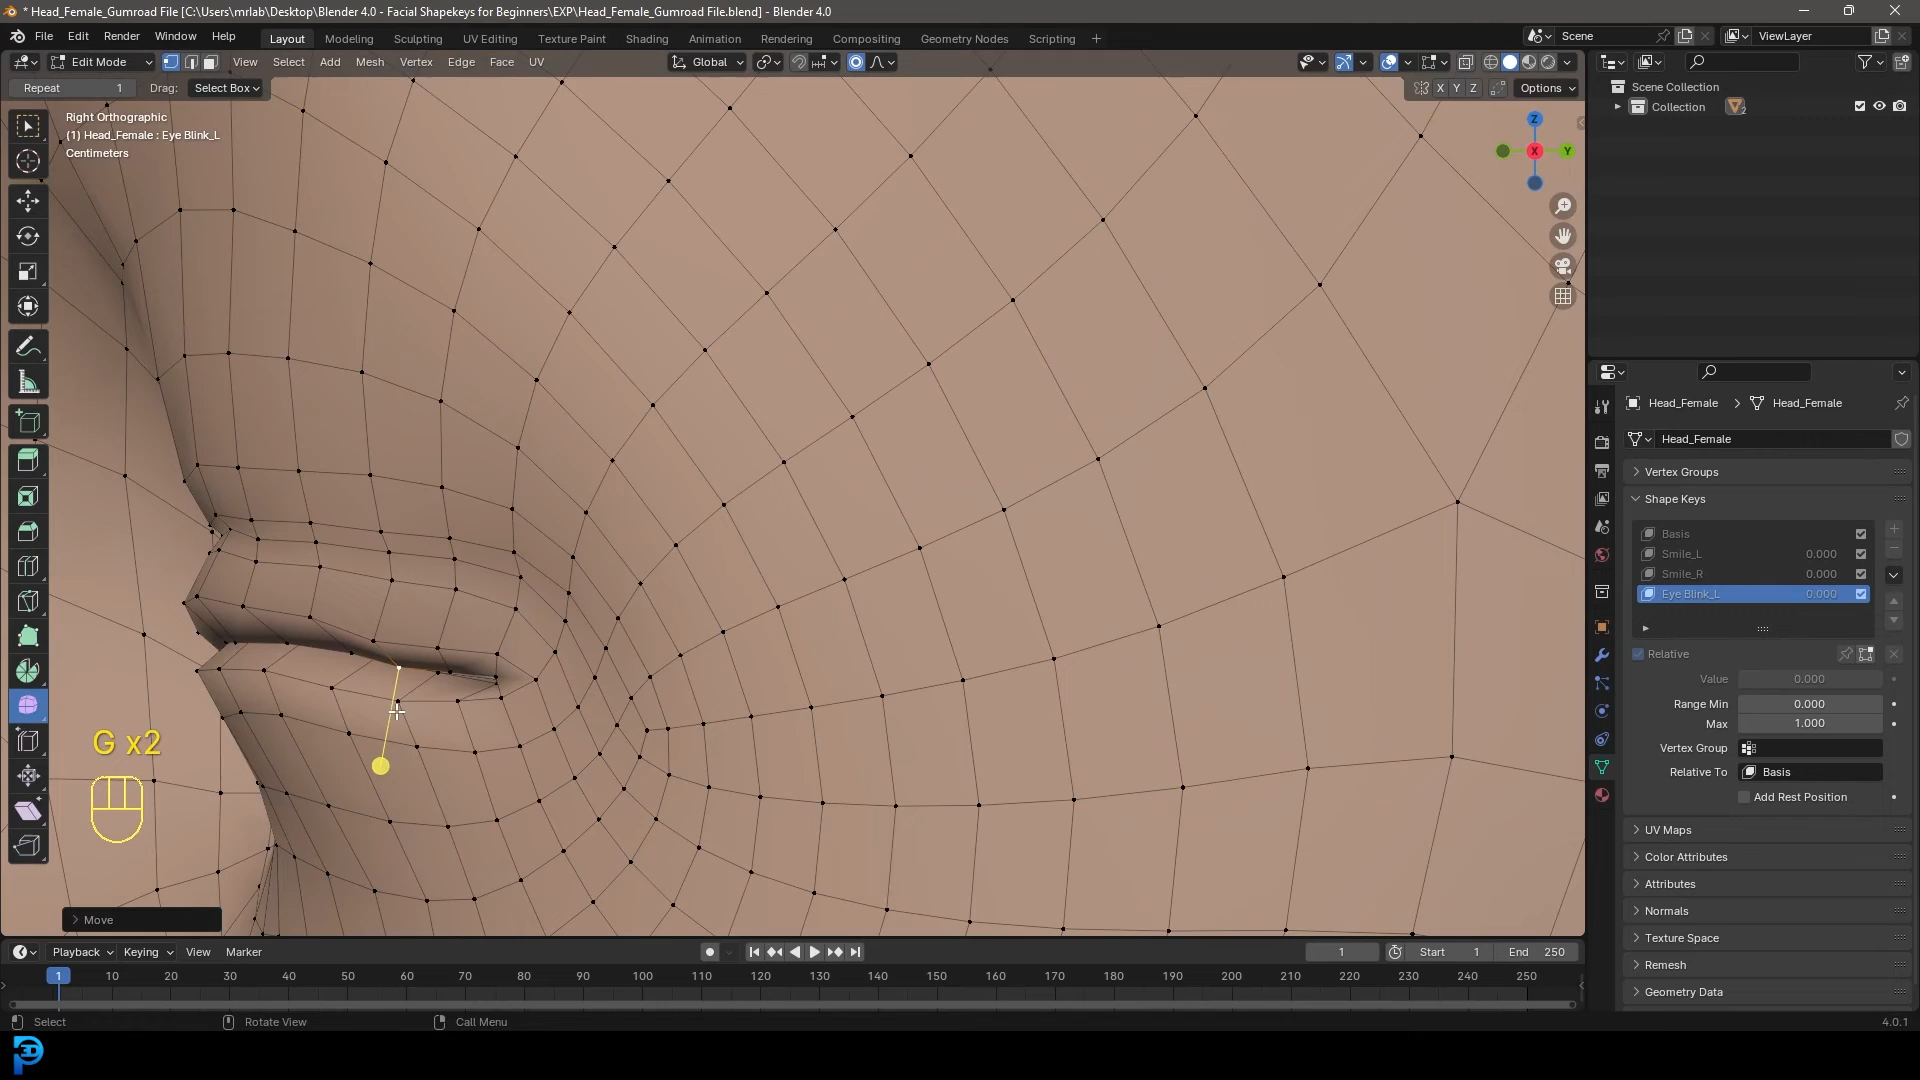 * Head_Female_Gumroad File [C:\Users\mrlab\Desktop\Blender 4.0 - Facial Shapekeys for Beginners\EXP\Head_Female_Gumroad File.blend] - Blender 4.0
File Edit Render Window Help Layout Modeling Sculpting UV Editing Texture Paint Shading Animation Rendering Compositing Geometry Nodes Scripting + Scene ViewLayer
Edit Mode View Select Add Mesh Vertex Edge Face UV Global
Repeat 1 Drag: Select Box X Y Z Options
Scene Collection
Collection 2
Right Orthographic
(1) Head_Female : Eye Blink_L
Centimeters
Z
X
Y
Head_Female > Head_Female
Head_Female
Vertex Groups
Shape Keys
Basis
Smile_L 0.000
Smile_R 0.000
Eye Blink_L 0.000
Relative
Value 0.000
Range Min 0.000
Max 1.000
Vertex Group
Relative To Basis
Add Rest Position
UV Maps
Color Attributes
Attributes
Normals
Texture Space
Remesh
Geometry Data
G x2
Move
Playback Keying View Marker 1 Start 1 End 250
1 10 20 30 40 50 60 70 80 90 100 110 120 130 140 150 160 170 180 190 200 210 220 230 240 250
Select Rotate View Call Menu 4.0.1
3D